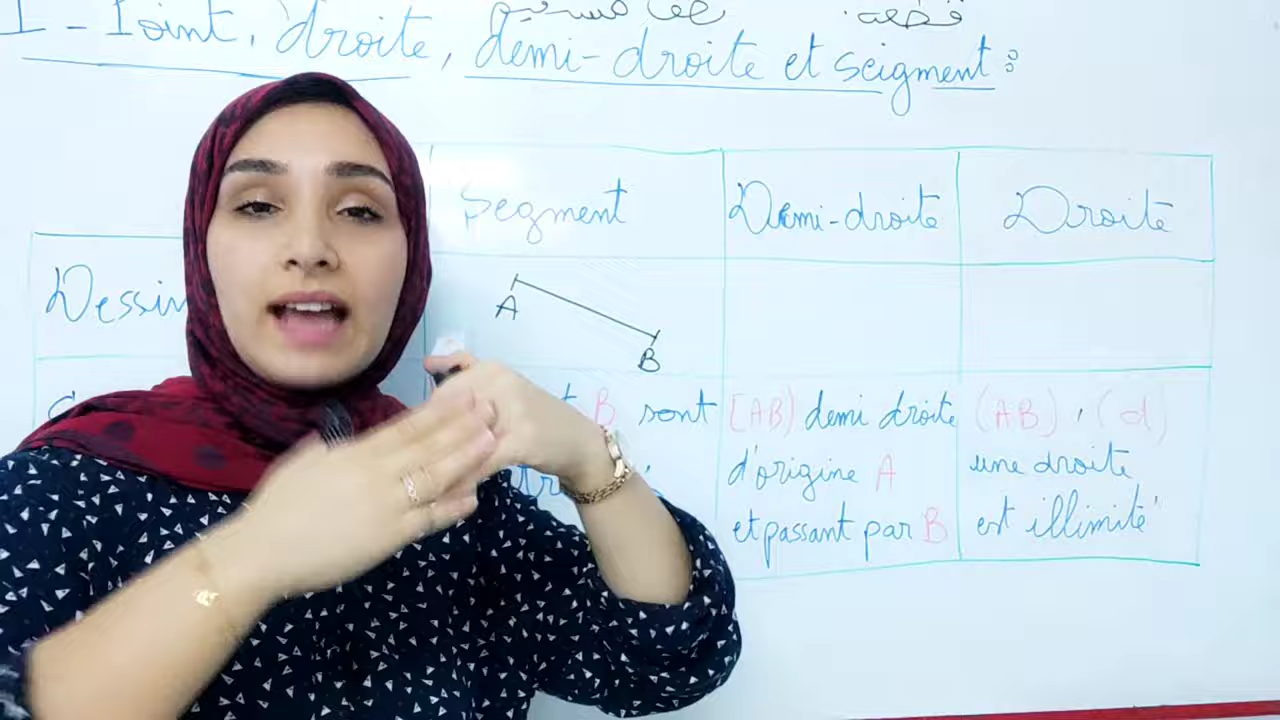 I - Point, droite, demi-droite et seigment :
Segment
Demi-droite
Droite
Dessin
A
B
B sont
[AB) demi droite
d'origine A
et passant par B
(AB), (d)
une droite
est illimité